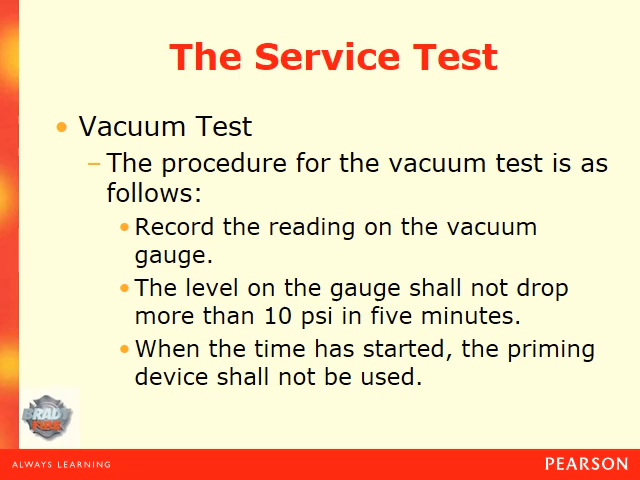 The Service Test
• Vacuum Test
– The procedure for the vacuum test is as
follows:
• Record the reading on the vacuum
gauge.
• The level on the gauge shall not drop
more than 10 psi in five minutes.
• When the time has started, the priming
device shall not be used.
BRADY
FIRE
ALWAYS LEARNING
PEARSON